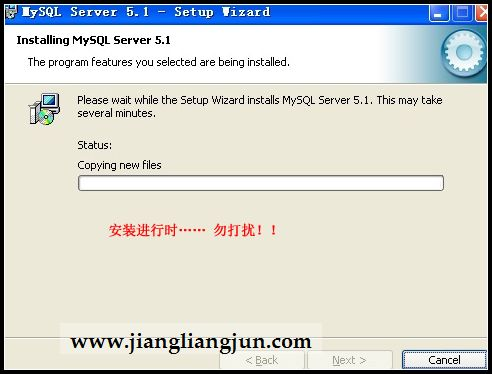 MySQL Server 5.1 - Setup Wizard
Installing MySQL Server 5.1
The program features you selected are being installed.
Please wait while the Setup Wizard installs MySQL Server 5.1. This may take
several minutes.
Status:
Copying new files
安装进行时…… 勿打扰！！
www.jiangliangjun.com
< Back
Next >
Cancel